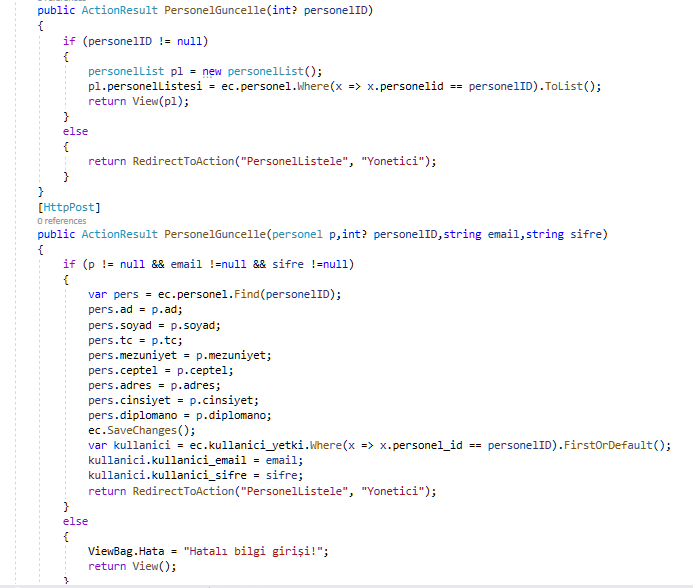 public ActionResult PersonelGuncelle(int? personelID)
{
if (personelID != null)
{
personelList pl = new personelList();
pl.personelListesi = ec.personel.Where(x => x.personelid == personelID).ToList();
return View(pl);
}
else
{
return RedirectToAction("PersonelListele", "Yonetici");
}
}
[HttpPost]
0 references
public ActionResult PersonelGuncelle(personel p,int? personelID,string email,string sifre)
{
if (p != null && email !=null && sifre !=null)
{
var pers = ec.personel.Find(personelID);
pers.ad = p.ad;
pers.soyad = p.soyad;
pers.tc = p.tc;
pers.mezuniyet = p.mezuniyet;
pers.ceptel = p.ceptel;
pers.adres = p.adres;
pers.cinsiyet = p.cinsiyet;
pers.diplomano = p.diplomano;
ec.SaveChanges();
var kullanici = ec.kullanici_yetki.Where(x => x.personel_id == personelID).FirstOrDefault();
kullanici.kullanici_email = email;
kullanici.kullanici_sifre = sifre;
return RedirectToAction("PersonelListele", "Yonetici");
}
else
{
ViewBag.Hata = "Hatalı bilgi girişi!";
return View();
}